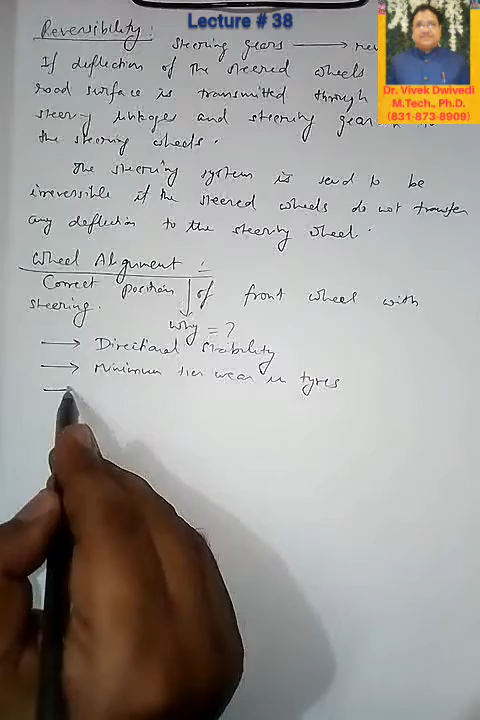 Lecture # 38
Dr. Vivek Dwivedi
M.Tech., Ph.D.
(831-873-8909)
Reversibility :
steering gears → rev
If deflection of the steered wheels
road surface is transmitted through
steering linkages and steering gear
the steering wheels.
The steering system is said to be
irreversible if the steered wheels do not transfer
any deflection to the steering wheel.
Wheel Alignment :-
Correct position of front wheel with
steering.
why = ?
→ Directional stability
→ Minimum wear in tyres